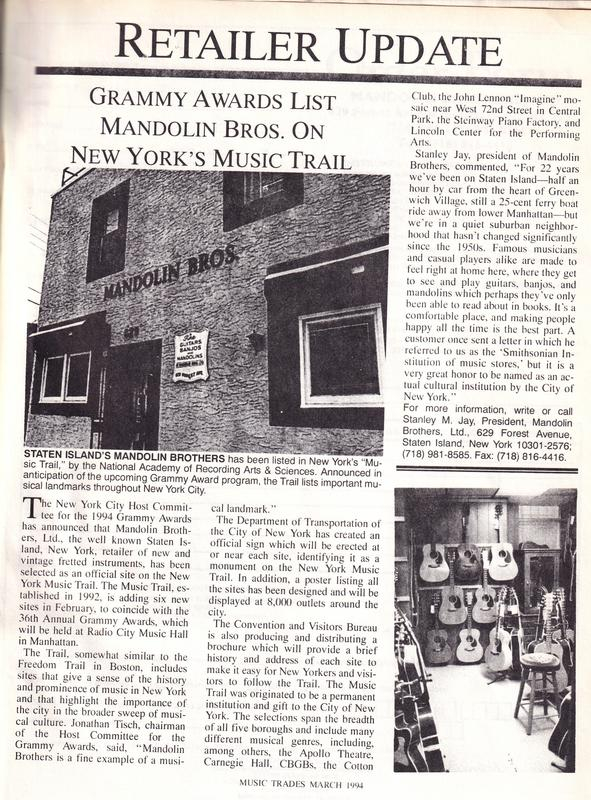 RETAILER UPDATE
GRAMMY AWARDS LIST
MANDOLIN BROS. ON
NEW YORK'S MUSIC TRAIL
MANDOLIN BROS.
629
The
GUITARS
BANJOS
& MANDOLINS
STATEN ISLAND'S MANDOLIN BROTHERS has been listed in New York's "Mu-
sic Trail," by the National Academy of Recording Arts & Sciences. Announced in
anticipation of the upcoming Grammy Award program, the Trail lists important mu-
sical landmarks throughout New York City.
The New York City Host Commit-
tee for the 1994 Grammy Awards
has announced that Mandolin Broth-
ers, Ltd., the well known Staten Is-
land, New York, retailer of new and
vintage fretted instruments, has been
selected as an official site on the New
York Music Trail. The Music Trail, es-
tablished in 1992, is adding six new
sites in February, to coincide with the
36th Annual Grammy Awards, which
will be held at Radio City Music Hall
in Manhattan.
The Trail, somewhat similar to the
Freedom Trail in Boston, includes
sites that give a sense of the history
and prominence of music in New York
and that highlight the importance of
the city in the broader sweep of musi-
cal culture. Jonathan Tisch, chairman
of the Host Committee for the
Grammy Awards, said, "Mandolin
Brothers is a fine example of a musi-
cal landmark."
The Department of Transportation of
the City of New York has created an
official sign which will be erected at
or near each site, identifying it as a
monument on the New York Music
Trail. In addition, a poster listing all
the sites has been designed and will be
displayed at 8,000 outlets around the
city.
The Convention and Visitors Bureau
is also producing and distributing a
brochure which will provide a brief
history and address of each site to
make it easy for New Yorkers and visi-
tors to follow the Trail. The Music
Trail was originated to be a permanent
institution and gift to the City of New
York. The selections span the breadth
of all five boroughs and include many
different musical genres, including,
among others, the Apollo Theatre,
Carnegie Hall, CBGBs, the Cotton
Club, the John Lennon "Imagine" mo-
saic near West 72nd Street in Central
Park, the Steinway Piano Factory, and
Lincoln Center for the Performing
Arts.
Stanley Jay, president of Mandolin
Brothers, commented, "For 22 years
we've been on Staten Island—half an
hour by car from the heart of Green-
wich Village, still a 25-cent ferry boat
ride away from lower Manhattan—but
we're in a quiet suburban neighbor-
hood that hasn't changed significantly
since the 1950s. Famous musicians
and casual players alike are made to
feel right at home here, where they get
to see and play guitars, banjos, and
mandolins which perhaps they've only
been able to read about in books. It's a
comfortable place, and making people
happy all the time is the best part. A
customer once sent a letter in which he
referred to us as the 'Smithsonian In-
stitution of music stores,' but it is a
very great honor to be named as an ac-
tual cultural institution by the City of
New York."
For more information, write or call
Stanley M. Jay, President, Mandolin
Brothers, Ltd., 629 Forest Avenue,
Staten Island, New York 10301-2576;
(718) 981-8585. Fax: (718) 816-4416.
MUSIC TRADES MARCH 1994